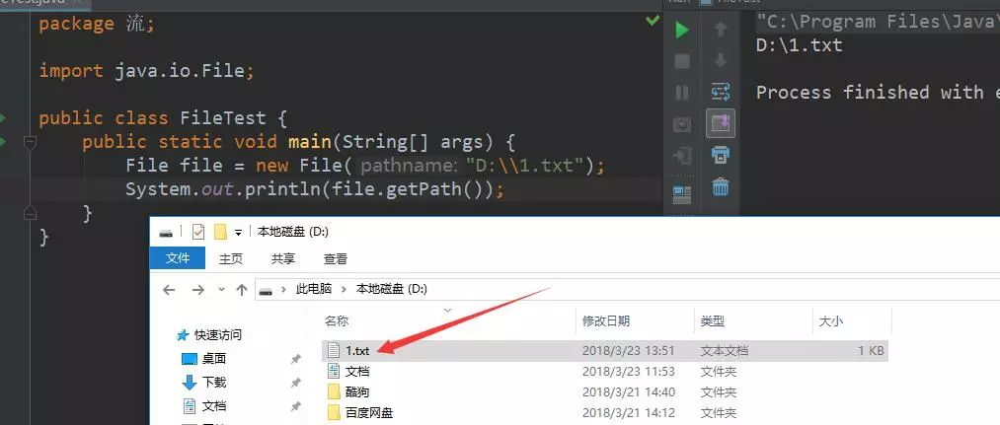 package 流;
import java.io.File;
public class FileTest {
public static void main(String[] args) {
File file = new File( pathname: "D:\\1.txt");
System.out.println(file.getPath());
}
}
"C:\Program Files\Java\
D:\1.txt
Process finished with e
本地磁盘 (D:)
文件 主页 共享 查看
此电脑 > 本地磁盘 (D:) >
名称 修改日期 类型 大小
快速访问
桌面
下载
文档
1.txt 2018/3/23 13:51 文本文档 1 KB
文档 2018/3/23 11:53 文件夹
酷狗 2018/3/21 14:40 文件夹
百度网盘 2018/3/21 14:12 文件夹